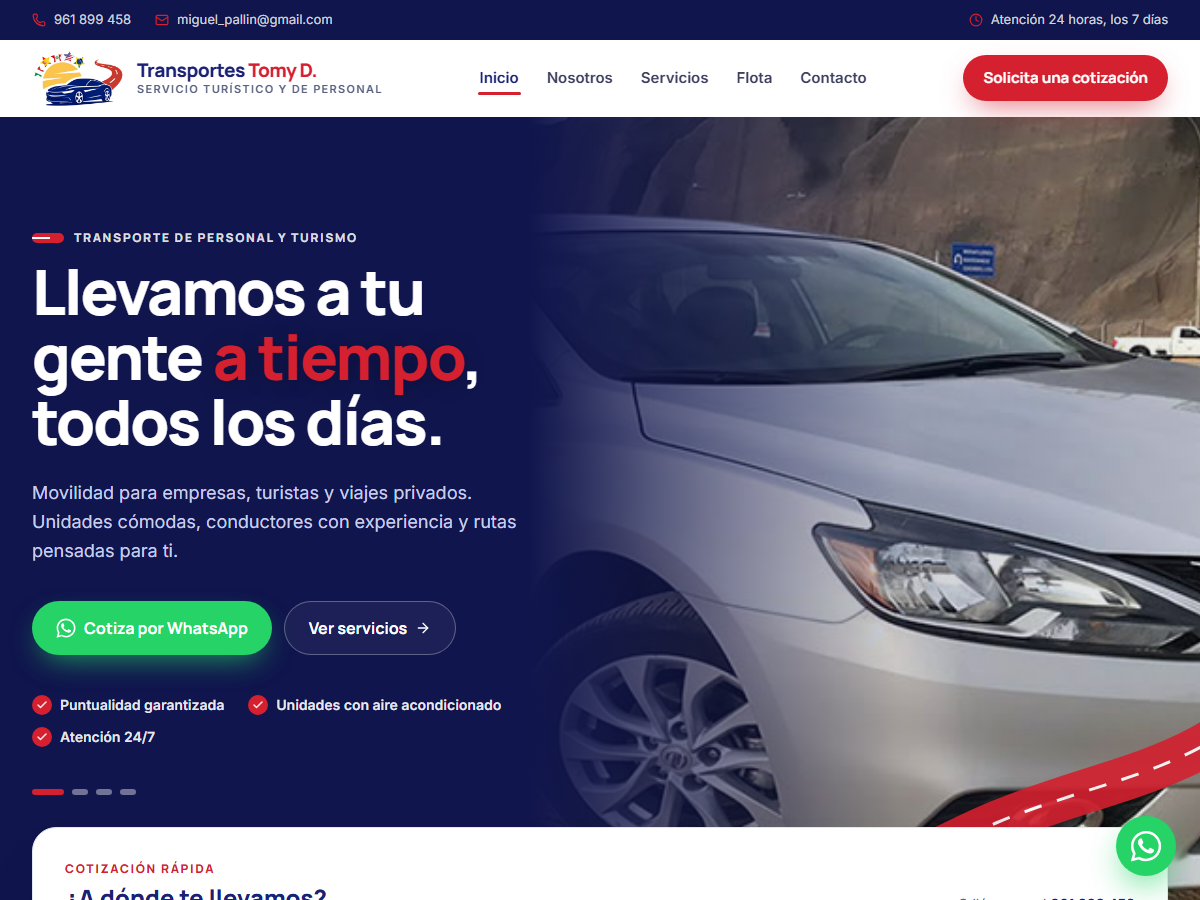 961 899 458
miguel_pallin@gmail.com
Atención 24 horas, los 7 días
Transportes Tomy D.
SERVICIO TURÍSTICO Y DE PERSONAL
Inicio
Nosotros
Servicios
Flota
Contacto
Solicita una cotización
TRANSPORTE DE PERSONAL Y TURISMO
Llevamos a tu
gente a tiempo,
todos los días.
Movilidad para empresas, turistas y viajes privados.
Unidades cómodas, conductores con experiencia y rutas
pensadas para ti.
Cotiza por WhatsApp
Ver servicios
Puntualidad garantizada
Unidades con aire acondicionado
Atención 24/7
COTIZACIÓN RÁPIDA
¿A dónde te llevamos?